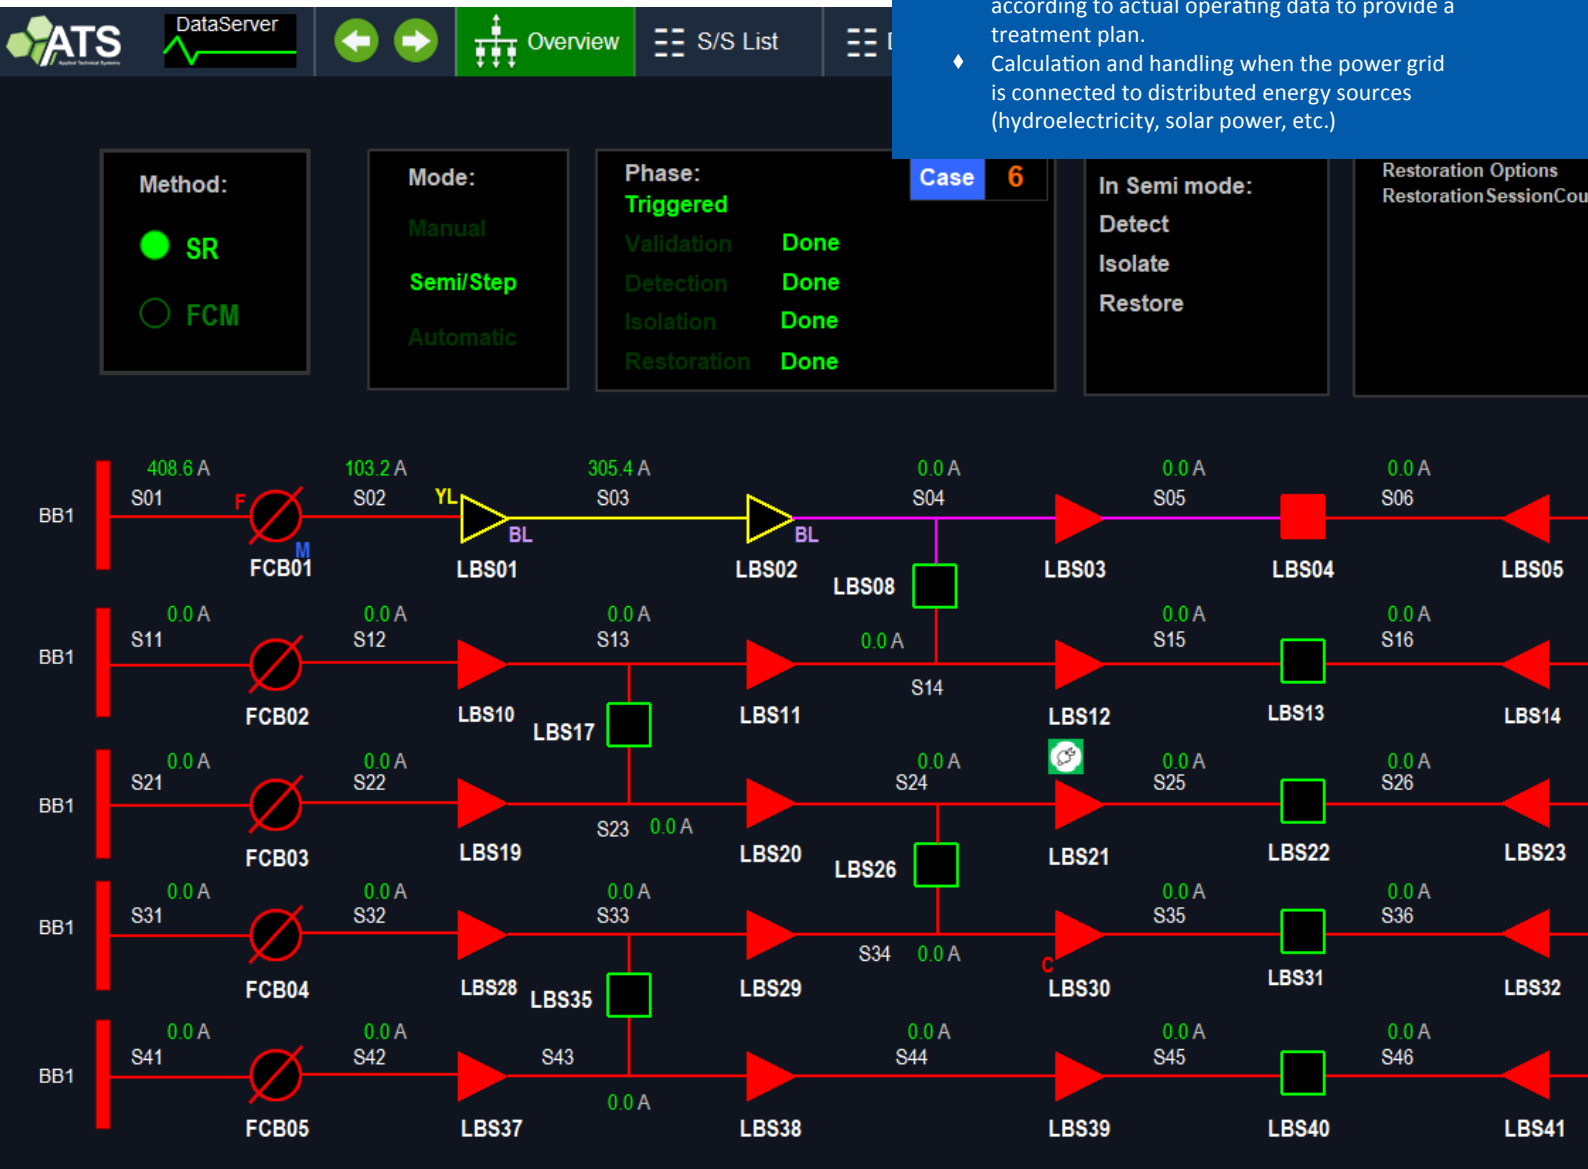 according to actual operating data to provide a
treatment plan.
♦ Calculation and handling when the power grid
is connected to distributed energy sources
(hydroelectricity, solar power, etc.)
ATS
DataServer
Overview
S/S List
Method:
SR
FCM
Mode:
Manual
Semi/Step
Automatic
Phase:
Case 6
Triggered
Validation Done
Detection Done
Isolation Done
Restoration Done
In Semi mode:
Detect
Isolate
Restore
Restoration Options
RestorationSessionCou
408.6 A 103.2 A 305.4 A 0.0 A 0.0 A 0.0 A
S01 S02 S03 S04 S05 S06
BB1 F YL BL BL
M
FCB01 LBS01 LBS02 LBS03 LBS04 LBS05
LBS08
0.0 A 0.0 A 0.0 A 0.0 A 0.0 A
S11 S12 S13 0.0 A S15 S16
BB1
S14
FCB02 LBS10 LBS11 LBS12 LBS13 LBS14
LBS17
0.0 A 0.0 A 0.0 A 0.0 A 0.0 A
S21 S22 S24 S25 S26
BB1
S23 0.0 A
FCB03 LBS19 LBS20 LBS21 LBS22 LBS23
LBS26
0.0 A 0.0 A 0.0 A 0.0 A 0.0 A
S31 S32 S33 S35 S36
BB1
S34 0.0 A
C
FCB04 LBS28 LBS29 LBS30 LBS31 LBS32
LBS35
0.0 A 0.0 A 0.0 A 0.0 A 0.0 A
S41 S42 S43 S44 S45 S46
BB1
0.0 A
FCB05 LBS37 LBS38 LBS39 LBS40 LBS41